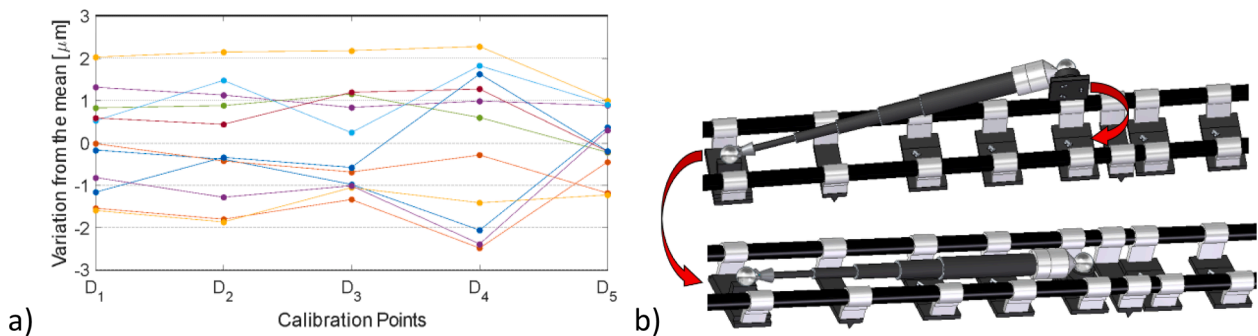 3
2
1
0
-1
-2
-3
Variation from the mean [μm]
D1 D2 D3 D4 D5
Calibration Points
a)
b)